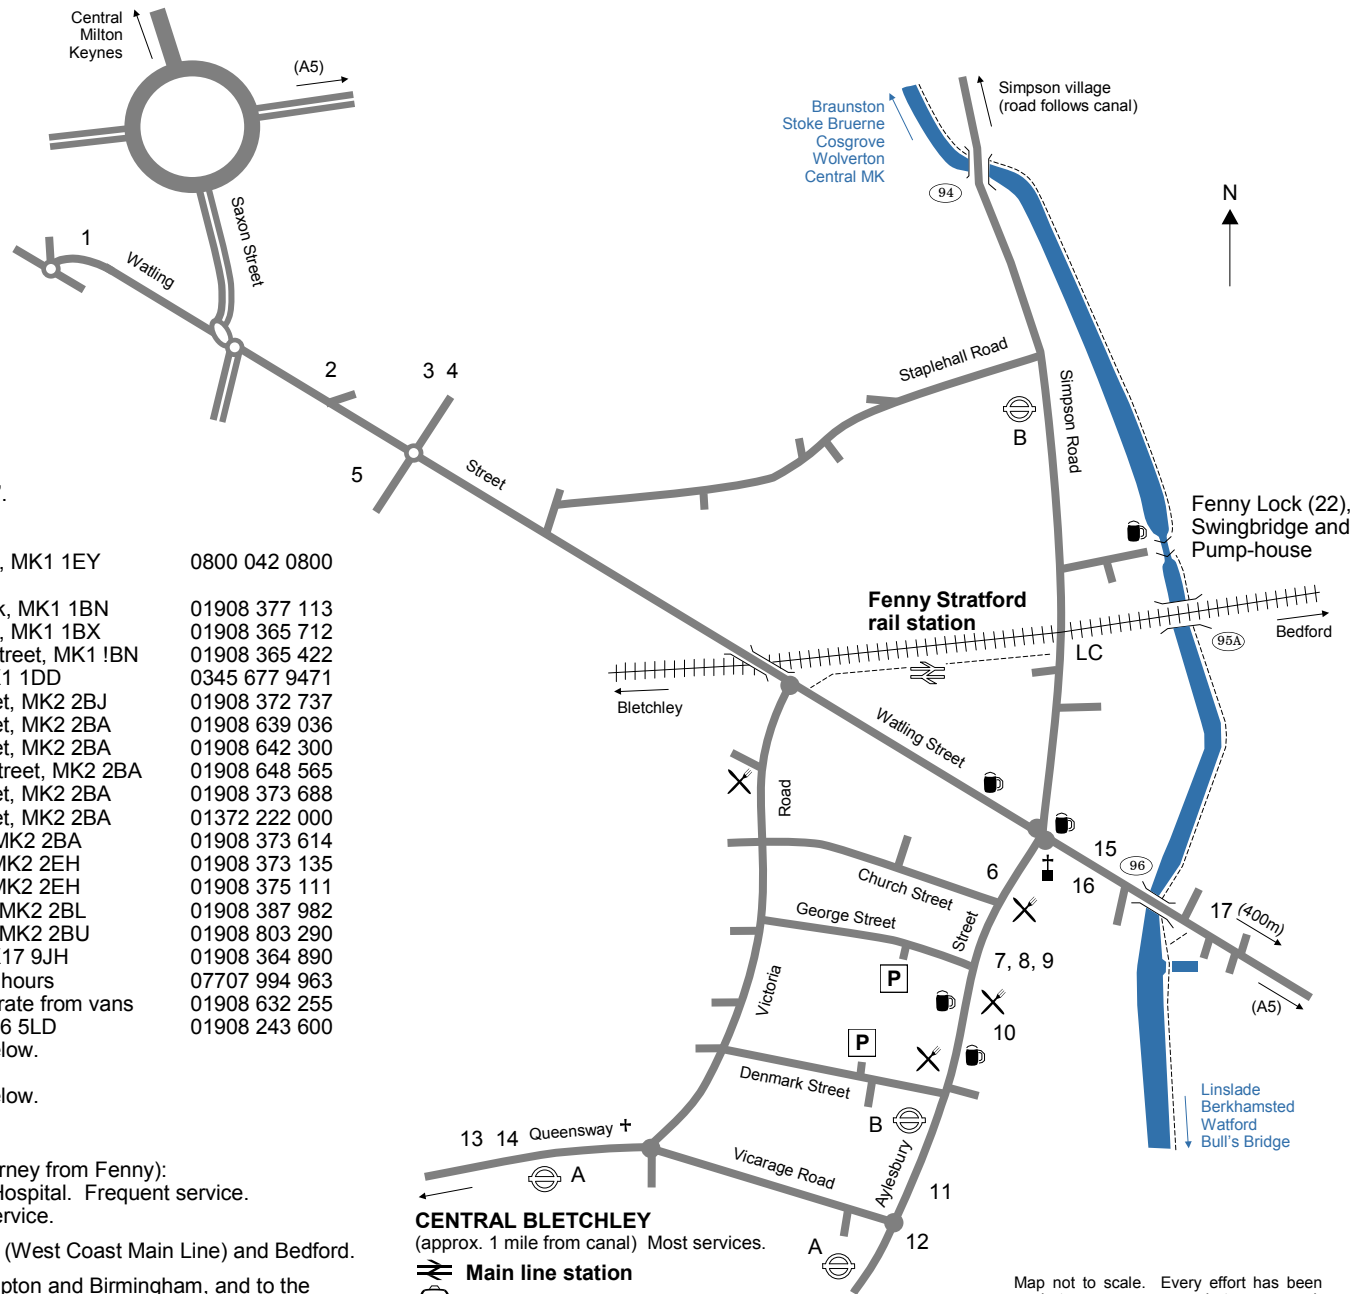 Central
Milton
Keynes
(A5)
Saxon Street
1
Watling
2
3 4
5
Street
Braunston
Stoke Bruerne
Cosgrove
Wolverton
Central MK
Simpson village
(road follows canal)
94
N
Staplehall Road
Simpson Road
B
Fenny Lock (22),
Swingbridge and
Pump-house
Fenny Stratford
rail station
95A
Bedford
LC
Bletchley
Watling Street
Road
15
96
16
6
17 (400m)
(A5)
Church Street
George Street
Street
7, 8, 9
P
10
Victoria
P
Denmark Street
B
Aylesbury
Linslade
Berkhamsted
Watford
Bull's Bridge
13 14 Queensway
A
Vicarage Road
11
A
12
CENTRAL BLETCHLEY
(approx. 1 mile from canal) Most services.
Main line station
Map not to scale. Every effort has been
, MK1 1EY 0800 042 0800
k, MK1 1BN 01908 377 113
, MK1 1BX 01908 365 712
treet, MK1 !BN 01908 365 422
K1 1DD 0345 677 9471
et, MK2 2BJ 01908 372 737
et, MK2 2BA 01908 639 036
et, MK2 2BA 01908 642 300
Street, MK2 2BA 01908 648 565
et, MK2 2BA 01908 373 688
et, MK2 2BA 01372 222 000
MK2 2BA 01908 373 614
MK2 2EH 01908 373 135
MK2 2EH 01908 375 111
MK2 2BL 01908 387 982
MK2 2BU 01908 803 290
K17 9JH 01908 364 890
hours 07707 994 963
rate from vans 01908 632 255
6 5LD 01908 243 600
elow.
elow.
rney from Fenny):
Hospital. Frequent service.
ervice.
(West Coast Main Line) and Bedford.
pton and Birmingham, and to the